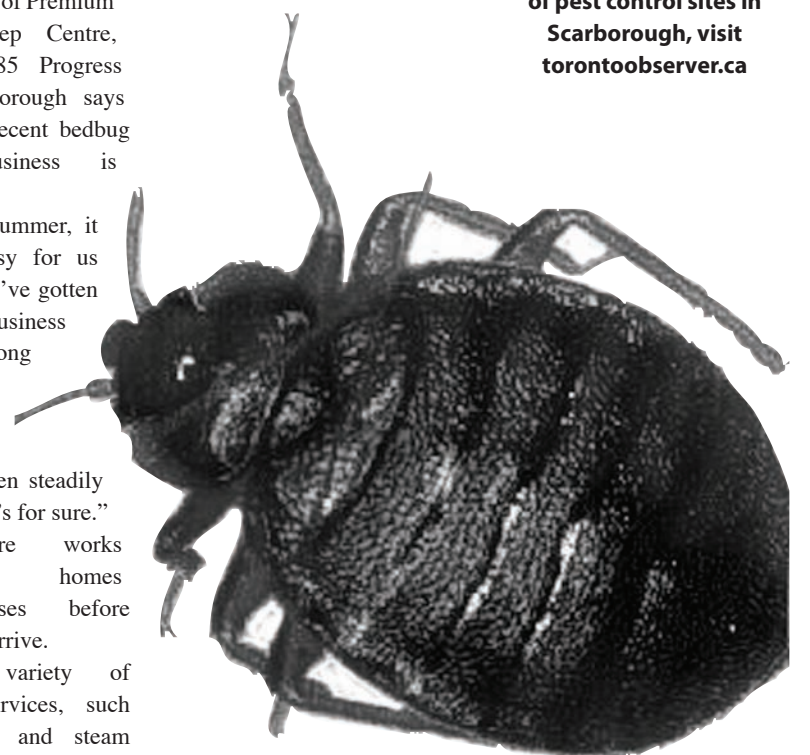 of Premium
ep Centre,
85 Progress
orough says
ecent bedbug
usiness is
ummer, it
sy for us
’ve gotten
usiness
ong
en steadily
’s for sure.”
re works
homes
ses before
rrive.
variety of
rvices, such
and steam
of pest control sites in
Scarborough, visit
torontoobserver.ca